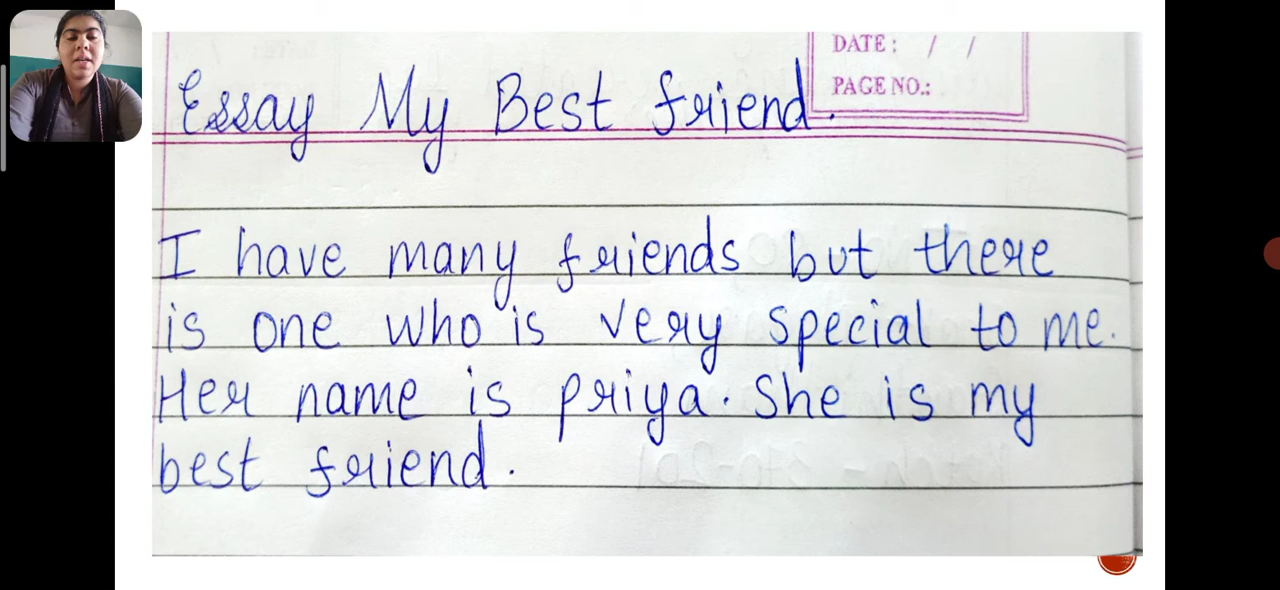 DATE: / /
PAGE NO.:
Essay My Best friend.
I have many friends but there
is one who is very special to me.
Her name is priya. She is my
best friend.